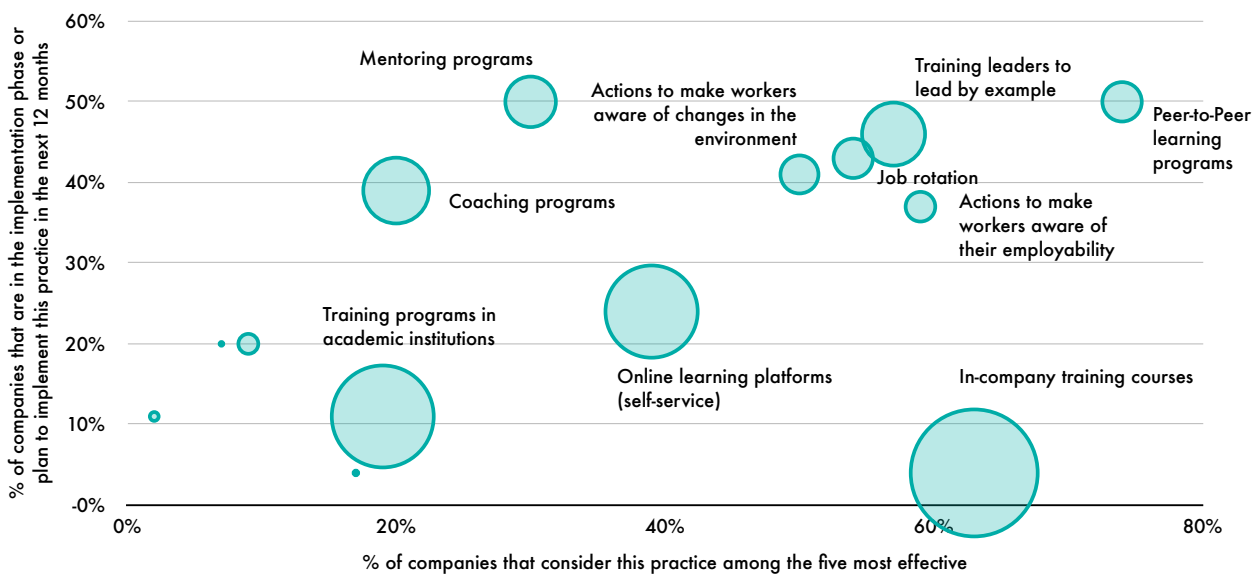 % of companies that are in the implementation phase or
plan to implement this practice in the next 12 months
60%
50%
40%
30%
20%
10%
-0%
Mentoring programs
Actions to make workers
aware of changes in the
environment
Training leaders to
lead by example
Peer-to-Peer
learning
programs
Job rotation
Coaching programs
Actions to make
workers aware of
their employability
Training programs in
academic institutions
Online learning platforms
(self-service)
In-company training courses
0%
20%
40%
60%
80%
% of companies that consider this practice among the five most effective